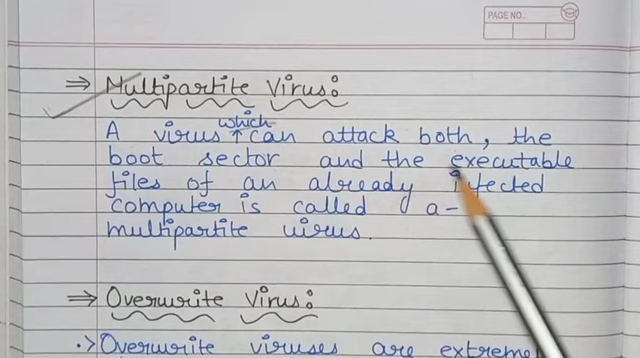 PAGE NO.:
⇒ Multipartite Virus:
A virus ↑which can attack both, the
boot sector and the executable
files of an already infected
computer is called a-
multipartite virus.
⇒ Overwrite Virus:
·> Overwrite viruses are extreme